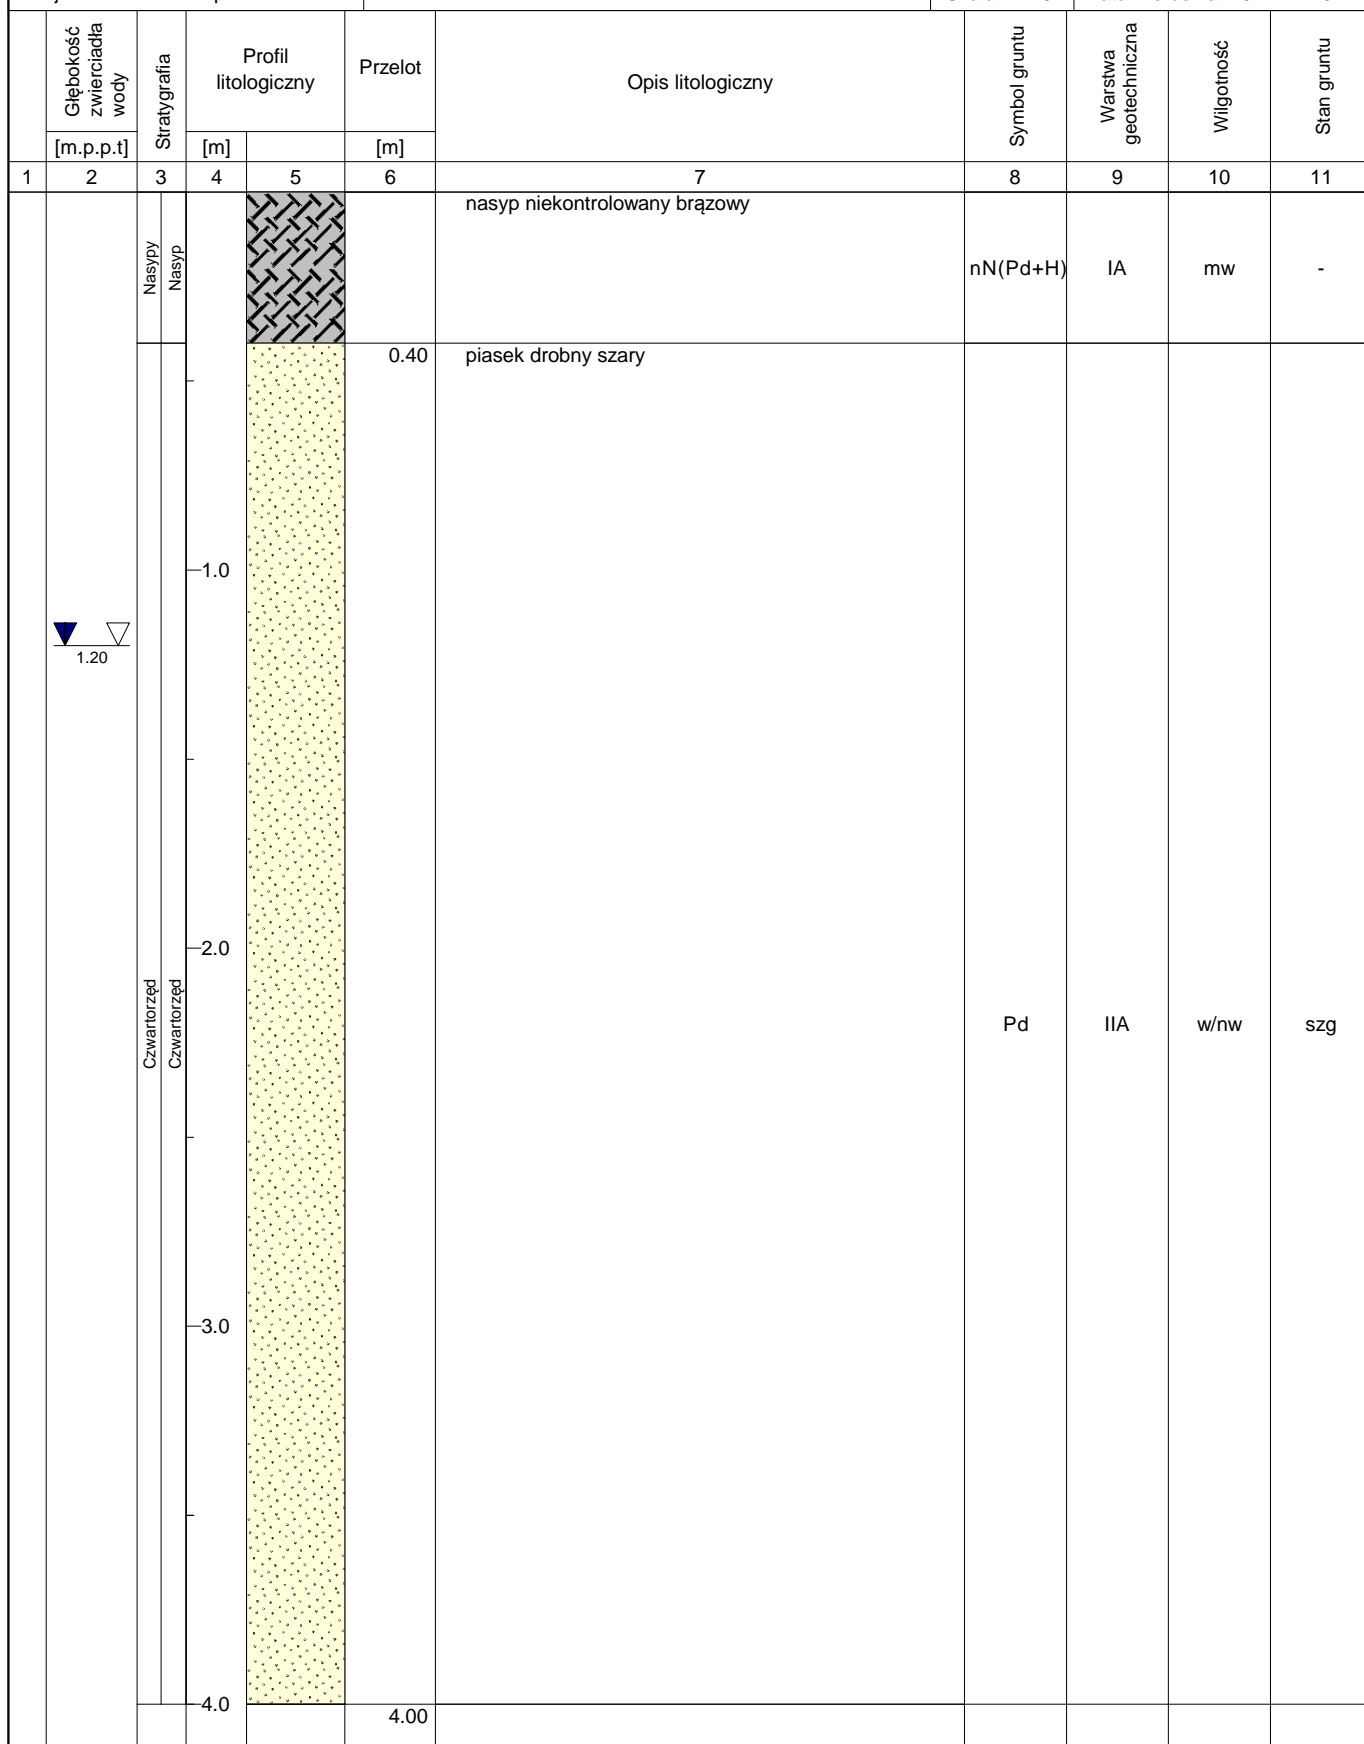 Głębokość
zwierciadła
wody
[m.p.p.t]
Stratygrafia
Profil
litologiczny
[m]
Przelot
[m]
Opis litologiczny
Symbol gruntu
Warstwa
geotechniczna
Wilgotność
Stan gruntu
1 2 3 4 5 6 7 8 9 10 11
Nasypy
Nasyp
nasyp niekontrolowany brązowy
nN(Pd+H) IA mw -
0.40 piasek drobny szary
1.0
1.20
2.0
Czwartorzęd
Czwartorzęd
Pd IIA w/nw szg
3.0
4.0
4.00